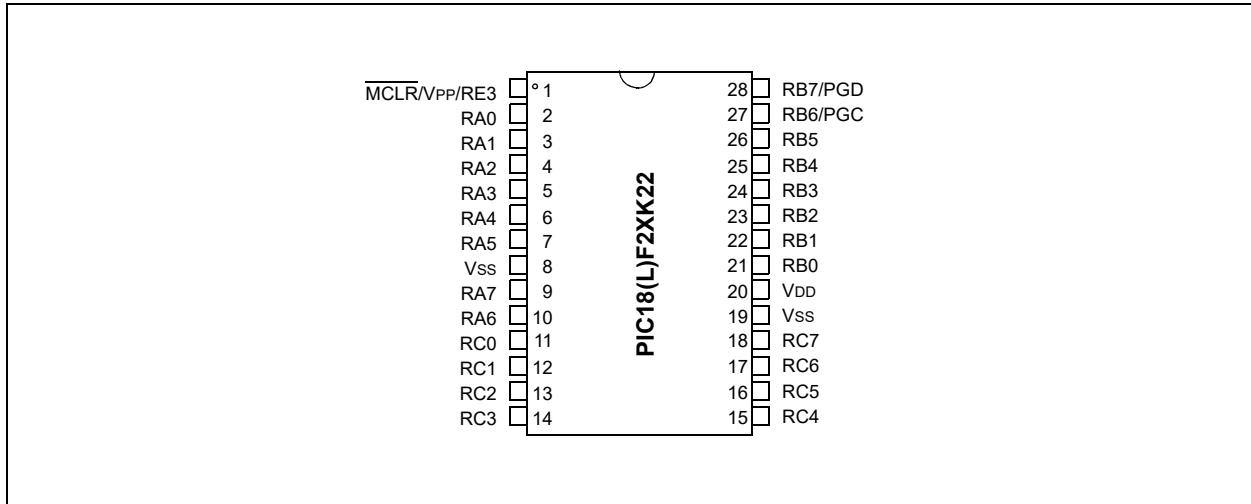 MCLR/VPP/RE3 1 28 RB7/PGD
RA0 2 27 RB6/PGC
RA1 3 26 RB5
RA2 4 25 RB4
RA3 5 24 RB3
RA4 6 23 RB2
RA5 7 22 RB1
VSS 8 21 RB0
RA7 9 20 VDD
RA6 10 19 VSS
RC0 11 18 RC7
RC1 12 17 RC6
RC2 13 16 RC5
RC3 14 15 RC4
PIC18(L)F2XK22